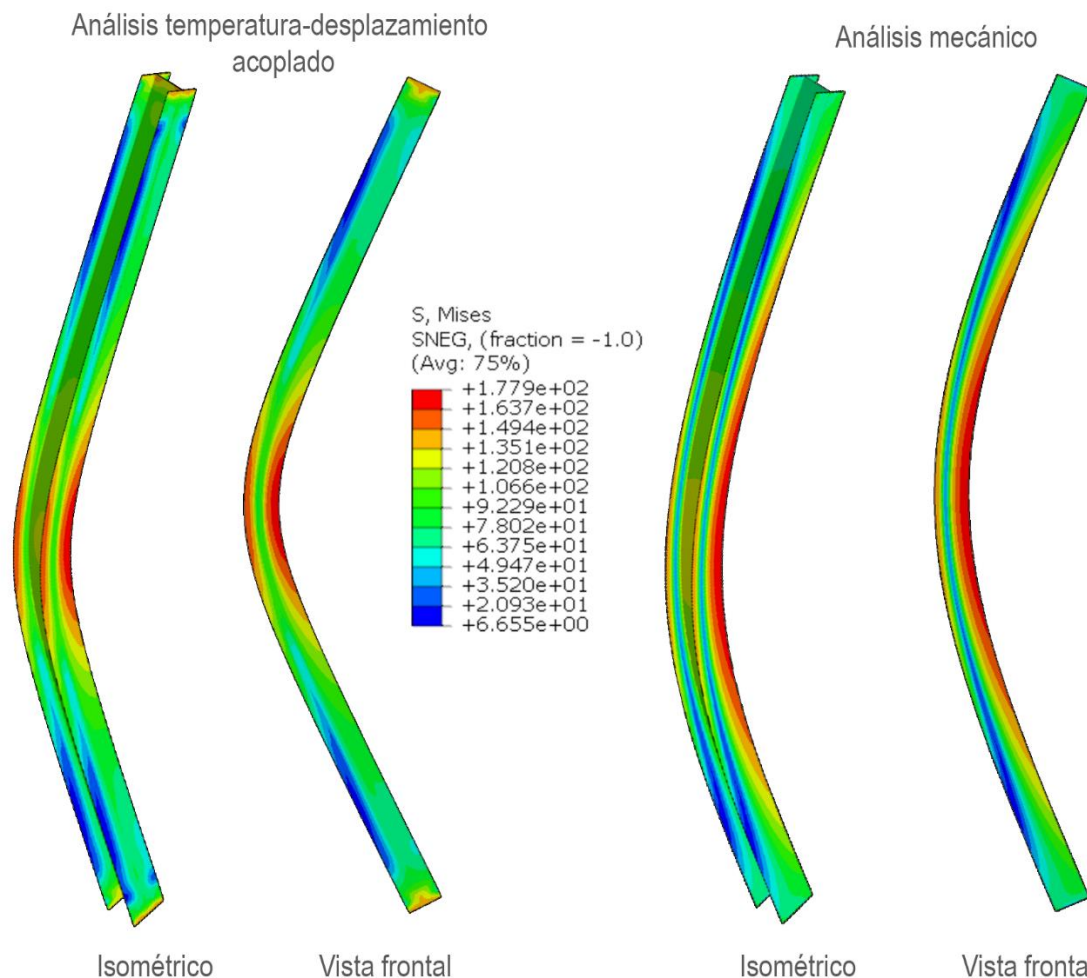 Análisis temperatura-desplazamiento
acoplado
Análisis mecánico
S, Mises
SNEG, (fraction = -1.0)
(Avg: 75%)
+1.779e+02
+1.637e+02
+1.494e+02
+1.351e+02
+1.208e+02
+1.066e+02
+9.229e+01
+7.802e+01
+6.375e+01
+4.947e+01
+3.520e+01
+2.093e+01
+6.655e+00
Isométrico
Vista frontal
Isométrico
Vista fronta